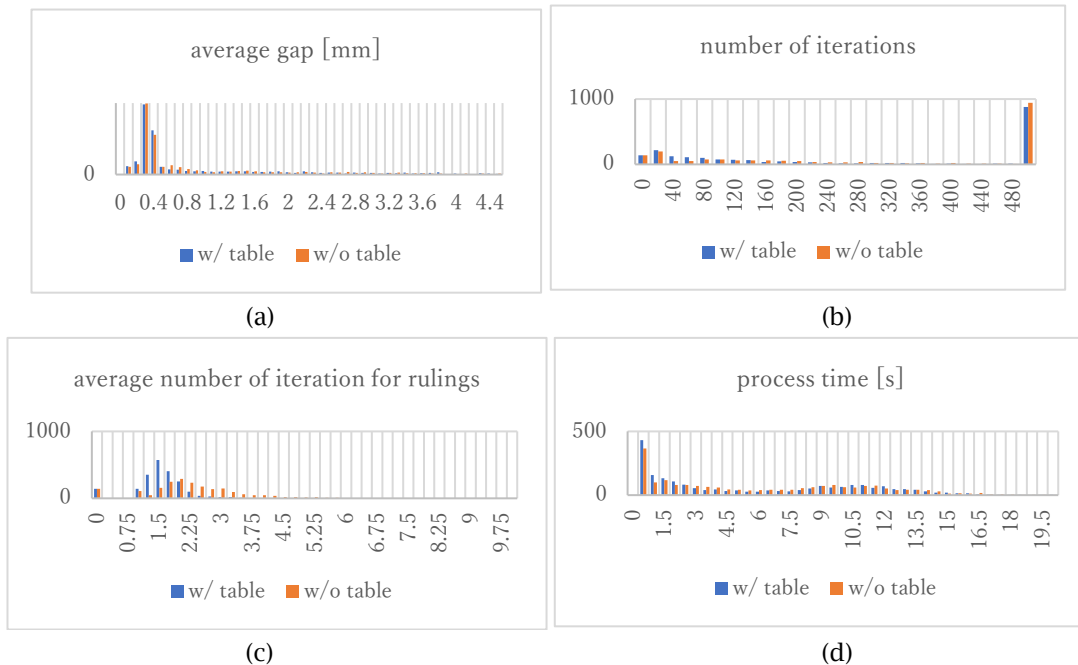 average gap [mm]
0
0 0.4 0.8 1.2 1.6 2 2.4 2.8 3.2 3.6 4 4.4
w/ table w/o table
(a)
number of iterations
1000
0
0 40 80 120 160 200 240 280 320 360 400 440 480
w/ table w/o table
(b)
average number of iteration for rulings
1000
0
0 0.75 1.5 2.25 3 3.75 4.5 5.25 6 6.75 7.5 8.25 9 9.75
w/ table w/o table
(c)
process time [s]
500
0
0 1.5 3 4.5 6 7.5 9 10.5 12 13.5 15 16.5 18 19.5
w/ table w/o table
(d)